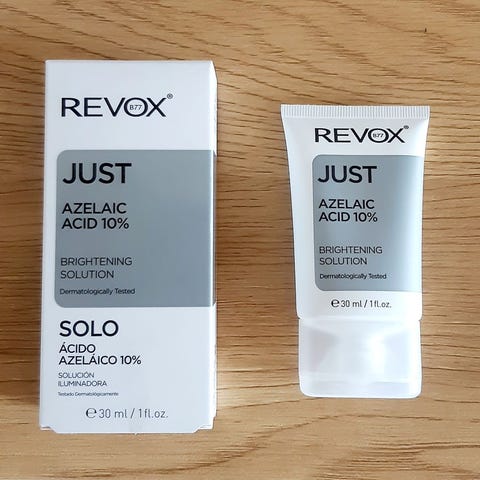 REVOX B77®
JUST
AZELAIC
ACID 10%
BRIGHTENING
SOLUTION
Dermatologically Tested
SOLO
ÁCIDO
AZELÁICO 10%
SOLUCIÓN
ILUMINADORA
Testado Dermatológicamente
℮30 ml / 1fl.oz.
REVOX B77®
JUST
AZELAIC
ACID 10%
BRIGHTENING
SOLUTION
Dermatologically Tested
℮30 ml / 1fl.oz.